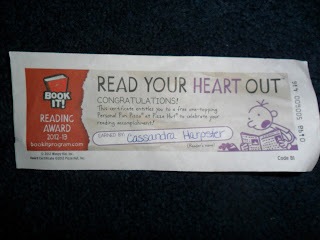 BOOK
IT!
READING
AWARD
2012-13
bookitprogram.com
READ YOUR HEART OUT
CONGRATULATIONS!
This certificate entitles you to a free one-topping
Personal Pan Pizza® at Pizza Hut® to celebrate your
reading accomplishment!
EARNED BY: Cassandra Harpster
(Reader's name)
Code 51